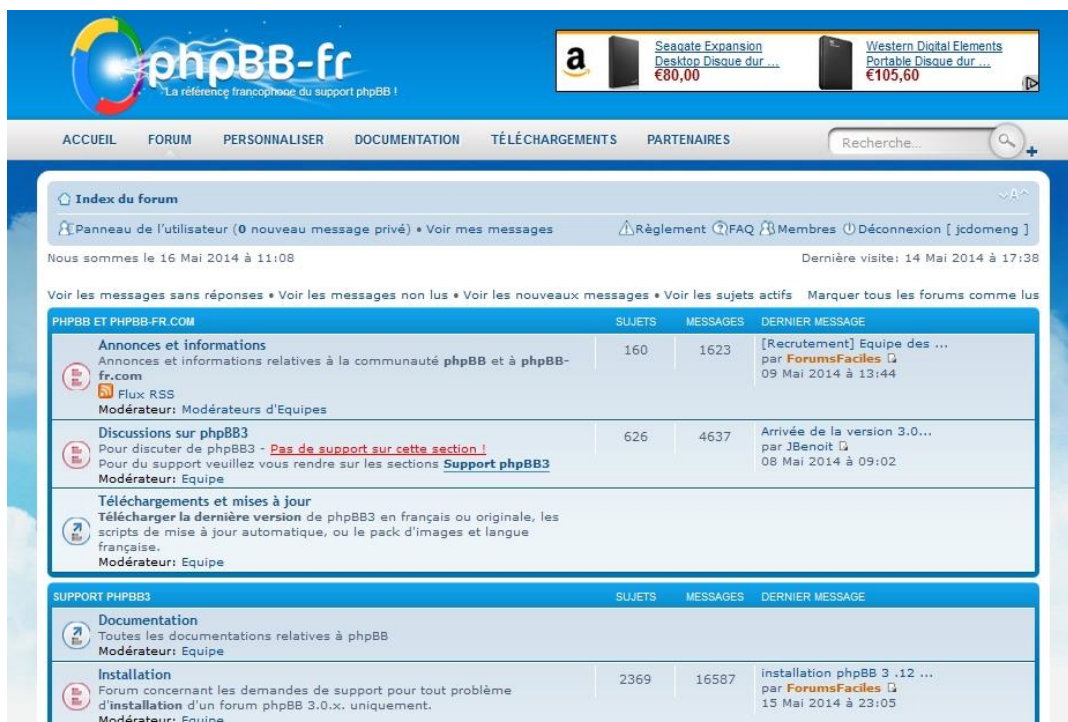 phpBB-fr
La référence francophone du support phpBB !
a
Seagate Expansion
Desktop Disque dur ...
€80,00
Western Digital Elements
Portable Disque dur ...
€105,60
ACCUEIL FORUM PERSONNALISER DOCUMENTATION TÉLÉCHARGEMENTS PARTENAIRES
Recherche...
Index du forum
Panneau de l'utilisateur (0 nouveau message privé) • Voir mes messages
Règlement FAQ Membres Déconnexion [ jcdomeng ]
Nous sommes le 16 Mai 2014 à 11:08
Dernière visite: 14 Mai 2014 à 17:38
Voir les messages sans réponses • Voir les messages non lus • Voir les nouveaux messages • Voir les sujets actifs Marquer tous les forums comme lus
PHPBB ET PHPBB-FR.COM SUJETS MESSAGES DERNIER MESSAGE
Annonces et informations
Annonces et informations relatives à la communauté phpBB et à phpBB-
fr.com
Flux RSS
Modérateur: Modérateurs d'Equipes
160 1623
[Recrutement] Equipe des ...
par ForumsFaciles
09 Mai 2014 à 13:44
Discussions sur phpBB3
Pour discuter de phpBB3 - Pas de support sur cette section !
Pour du support veuillez vous rendre sur les sections Support phpBB3
Modérateur: Equipe
626 4637
Arrivée de la version 3.0...
par JBenoit
08 Mai 2014 à 09:02
Téléchargements et mises à jour
Télécharger la dernière version de phpBB3 en français ou originale, les
scripts de mise à jour automatique, ou le pack d'images et langue
française.
Modérateur: Equipe
SUPPORT PHPBB3 SUJETS MESSAGES DERNIER MESSAGE
Documentation
Toutes les documentations relatives à phpBB
Modérateur: Equipe
Installation
Forum concernant les demandes de support pour tout problème
d'installation d'un forum phpBB 3.0.x. uniquement.
Modérateur: Equipe
2369 16587
installation phpBB 3 .12 ...
par ForumsFaciles
15 Mai 2014 à 23:05